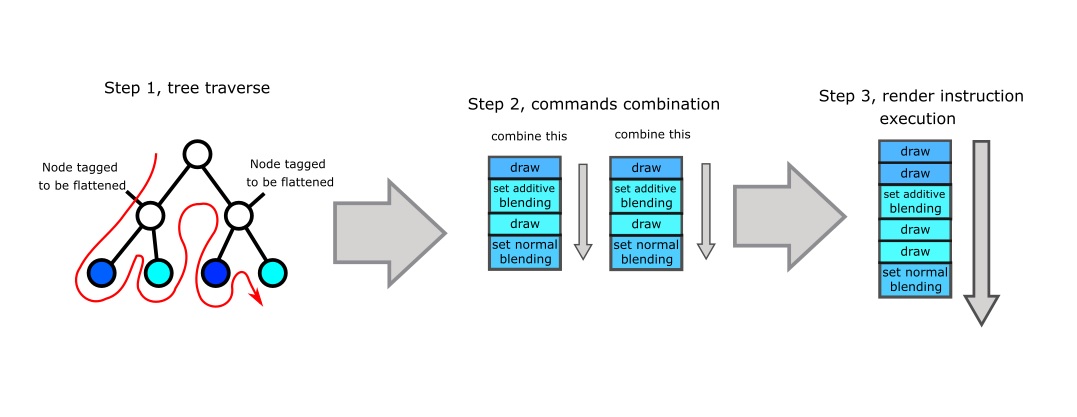 Step 1, tree traverse
Node tagged
to be flattened
Node tagged
to be flattened
Step 2, commands combination
combine this
draw
set additive
blending
draw
set normal
blending
combine this
draw
set additive
blending
draw
set normal
blending
Step 3, render instruction
execution
draw
draw
set additive
blending
draw
draw
set normal
blending